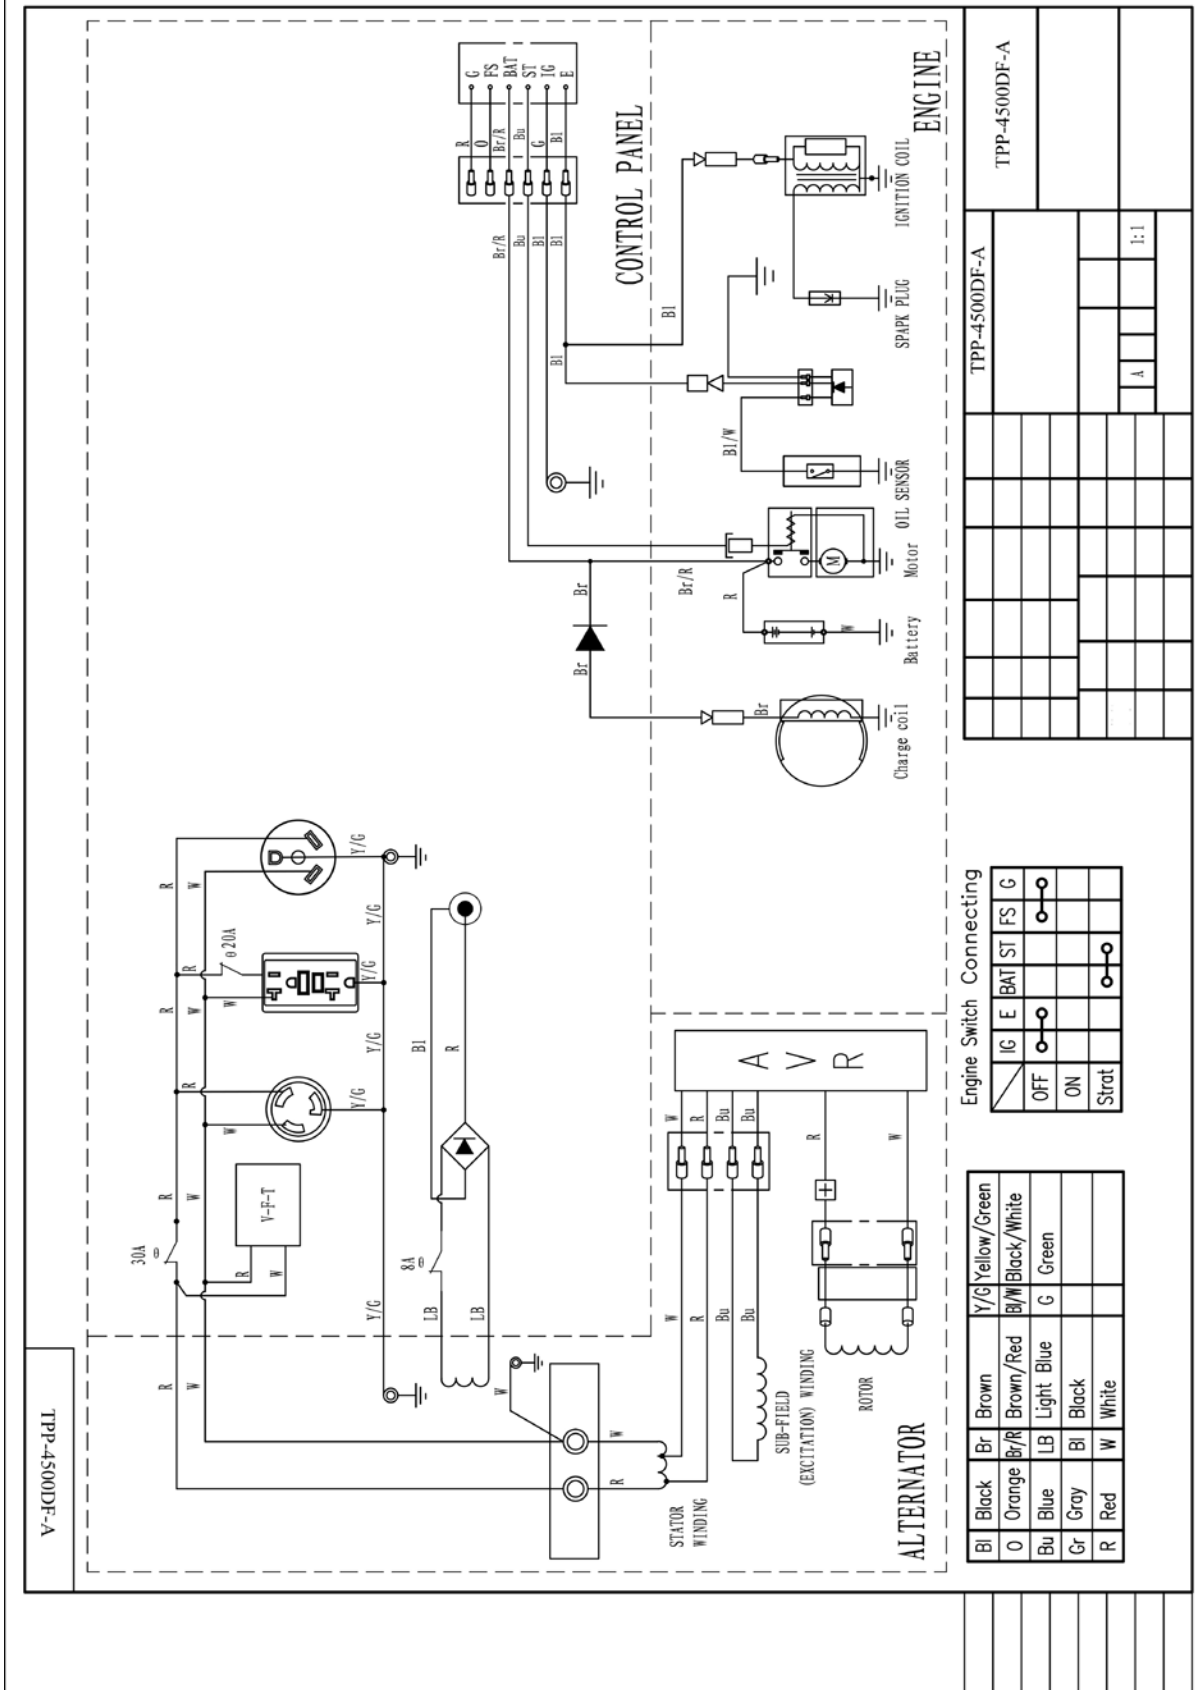 TPP-4500DF-A
R
W
30A θ
R
W
R
W
V-F-T
R
W
R
W
R
W
θ 20A
R
W
Y/G
Y/G
Y/G
Y/G
Y/G
Y/G
LB
LB
8A θ
Bl
R
G
FS
BAT
ST
IG
E
R
O
Br/R
Bu
G
Bl
Br/R
Bu
Bl
Bl
CONTROL PANEL
Bl
Bl
Br
Br
Br/R
R
W
Br
Bl/W
M
Charge coil
Battery
Motor
OIL SENSOR
SPAPK PLUG
IGNITION COIL
ENGINE
W
W
R
STATOR
WINDING
W
R
Bu
Bu
W
R
Bu
Bu
A V R
SUB-FIELD
(EXCITATION) WINDING
ROTOR
+
R
W
ALTERNATOR
Bl Black Br Brown Y/G Yellow/Green
O Orange Br/R Brown/Red Bl/W Black/White
Bu Blue LB Light Blue G Green
Gr Gray Bl Black
R Red W White
Engine Switch Connecting
IG E BAT ST FS G
OFF
ON
Strat
TPP-4500DF-A
TPP-4500DF-A
A
1:1